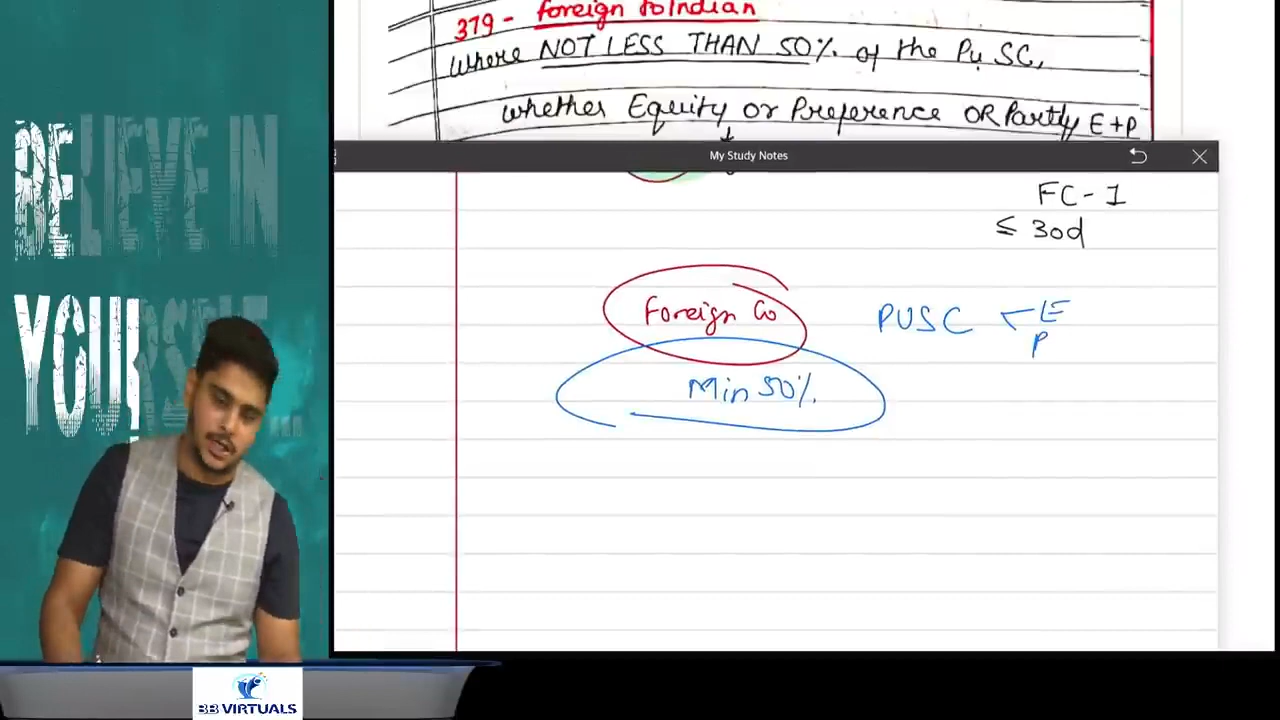 BELIEVE IN
379 - foreign to Indian
Where NOT LESS THAN 50% of the Pu SC,
whether Equity or Preference OR Partly E+P
My Study Notes
FC-1
≤ 30d
Foreign Co
PUSC
E
P
Min 50%
BB VIRTUALS